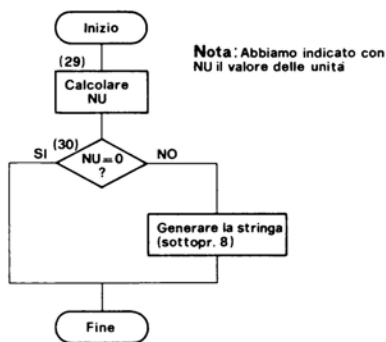 Inizio
Nota: Abbiamo indicato con
NU il valore delle unità
(29)
Calcolare
NU
(30)
SI
NU=0
?
NO
Generare la stringa
(sottopr. 8)
Fine